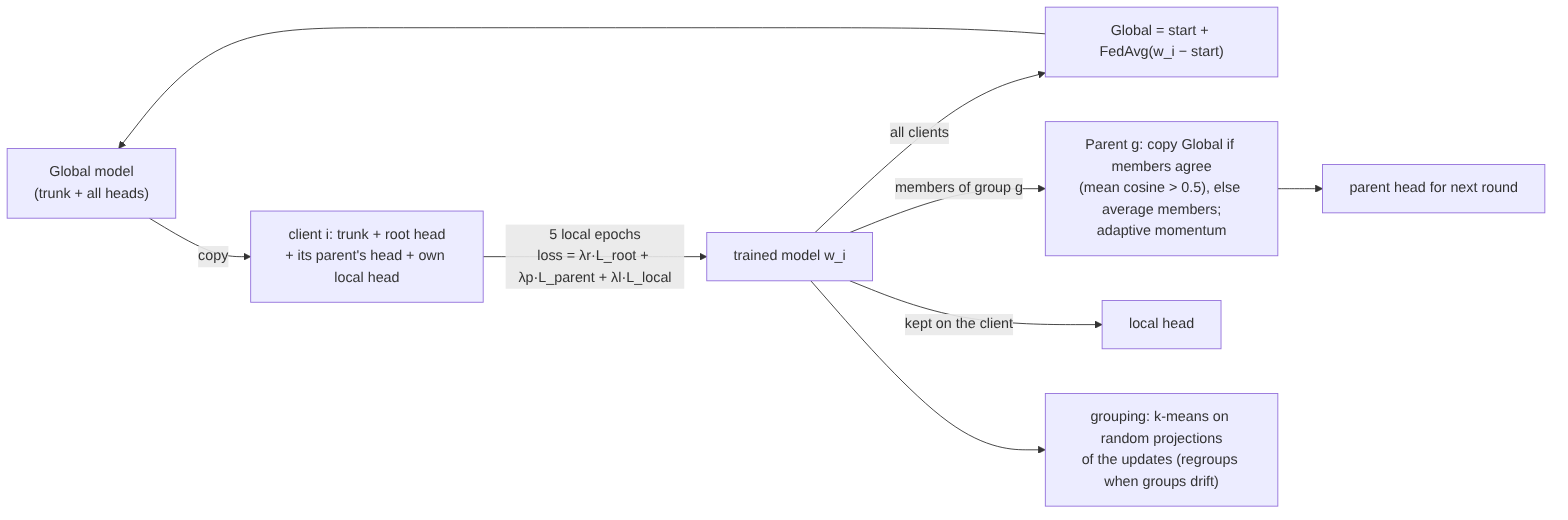 Global model
(trunk + all heads)
copy
client i: trunk + root head
+ its parent's head + own
local head
5 local epochs
loss = λr·L_root +
λp·L_parent + λl·L_local
trained model w_i
all clients
Global = start +
FedAvg(w_i − start)
members of group g
Parent g: copy Global if
members agree
(mean cosine > 0.5), else
average members;
adaptive momentum
parent head for next round
kept on the client
local head
grouping: k-means on
random projections
of the updates (regroups
when groups drift)